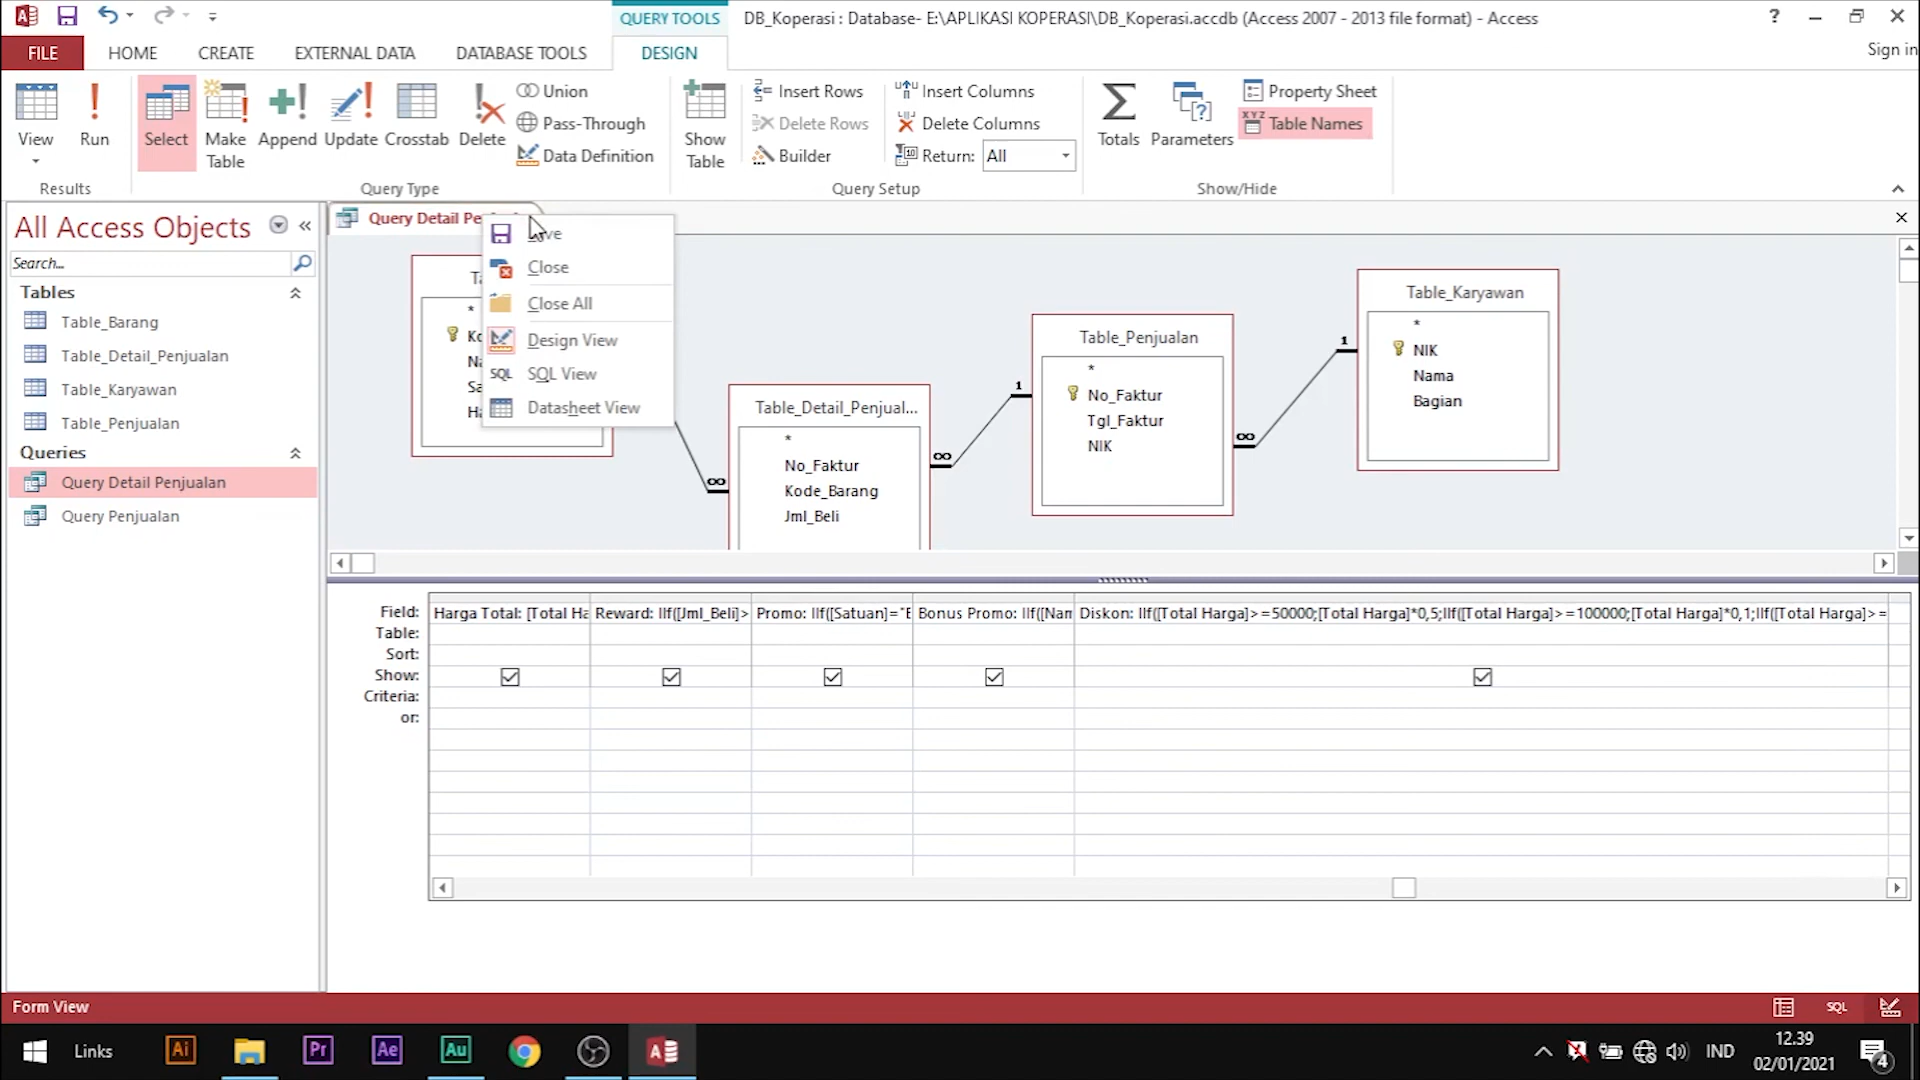 QUERY TOOLS
DB_Koperasi : Database- E:\APLIKASI KOPERASI\DB_Koperasi.accdb (Access 2007 - 2013 file format) - Access
?
FILE HOME CREATE EXTERNAL DATA DATABASE TOOLS DESIGN
Sign in
View
Run
Results
Select
Make Table
Append
Update
Crosstab
Delete
Union
Pass-Through
Data Definition
Query Type
Show Table
Insert Rows
Delete Rows
Builder
Insert Columns
Delete Columns
Return: All
Query Setup
Totals
Parameters
Property Sheet
XYZ Table Names
Show/Hide
All Access Objects
Search...
Tables
Table_Barang
Table_Detail_Penjualan
Table_Karyawan
Table_Penjualan
Queries
Query Detail Penjualan
Query Penjualan
Query Detail
Close
Close All
Design View
SQL SQL View
Datasheet View
Table_Detail_Penjual...
*
No_Faktur
Kode_Barang
Jml_Beli
∞
∞
1
Table_Penjualan
*
No_Faktur
Tgl_Faktur
NIK
∞
1
Table_Karyawan
*
NIK
Nama
Bagian
Field: Harga Total: [Total Ha Reward: IIf([Jml_Beli]> Promo: IIf([Satuan]="E Bonus Promo: IIf([Nam Diskon: IIf([Total Harga]>=50000;[Total Harga]*0,5;IIf([Total Harga]>=100000;[Total Harga]*0,1;IIf([Total Harga]>=
Table:
Sort:
Show:
Criteria:
or:
Form View
SQL
Links
Ai
Pr
Ae
Au
A
IND
12.39
02/01/2021
4